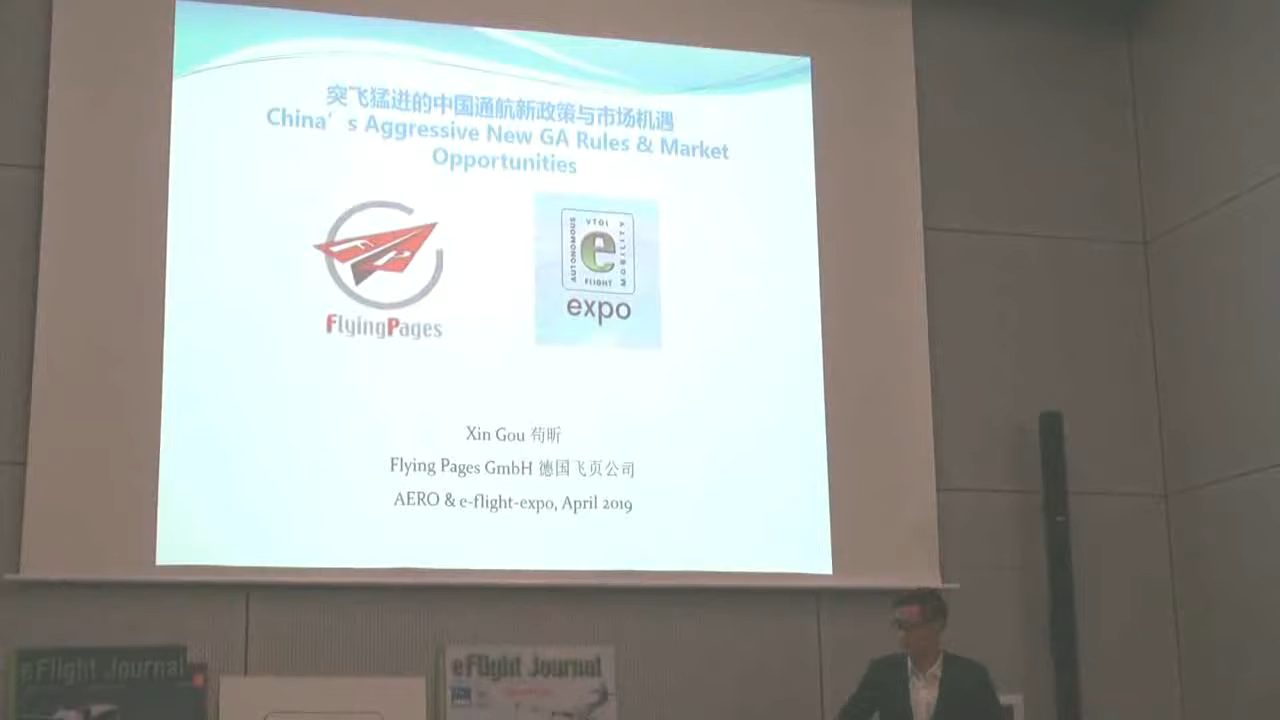 突飞猛进的中国通航新政策与市场机遇
China's Aggressive New GA Rules & Market
Opportunities
FlyingPages
AUTONOMOUS
VTOL
MOBILITY
e
FLIGHT
expo
Xin Gou 苟昕
Flying Pages GmbH 德国飞页公司
AERO & e-flight-expo, April 2019
eFlight Journal
eFlight Journal